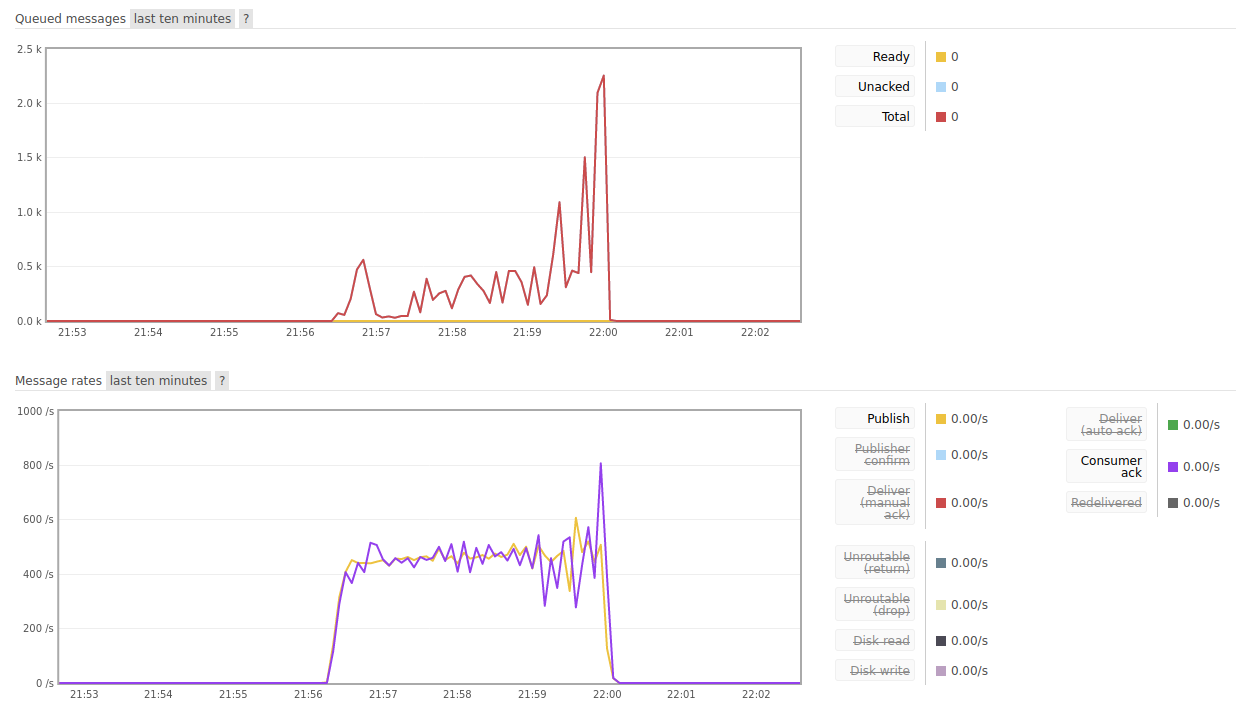 Queued messages last ten minutes ?
2.5 k
2.0 k
1.5 k
1.0 k
0.5 k
0.0 k
21:53 21:54 21:55 21:56 21:57 21:58 21:59 22:00 22:01 22:02
Ready 0
Unacked 0
Total 0
Message rates last ten minutes ?
1000 /s
800 /s
600 /s
400 /s
200 /s
0 /s
21:53 21:54 21:55 21:56 21:57 21:58 21:59 22:00 22:01 22:02
Publish 0.00/s
Publisher
confirm 0.00/s
Deliver
(manual
ack) 0.00/s
Unroutable
(return) 0.00/s
Unroutable
(drop) 0.00/s
Disk read 0.00/s
Disk write 0.00/s
Deliver
(auto ack) 0.00/s
Consumer
ack 0.00/s
Redelivered 0.00/s